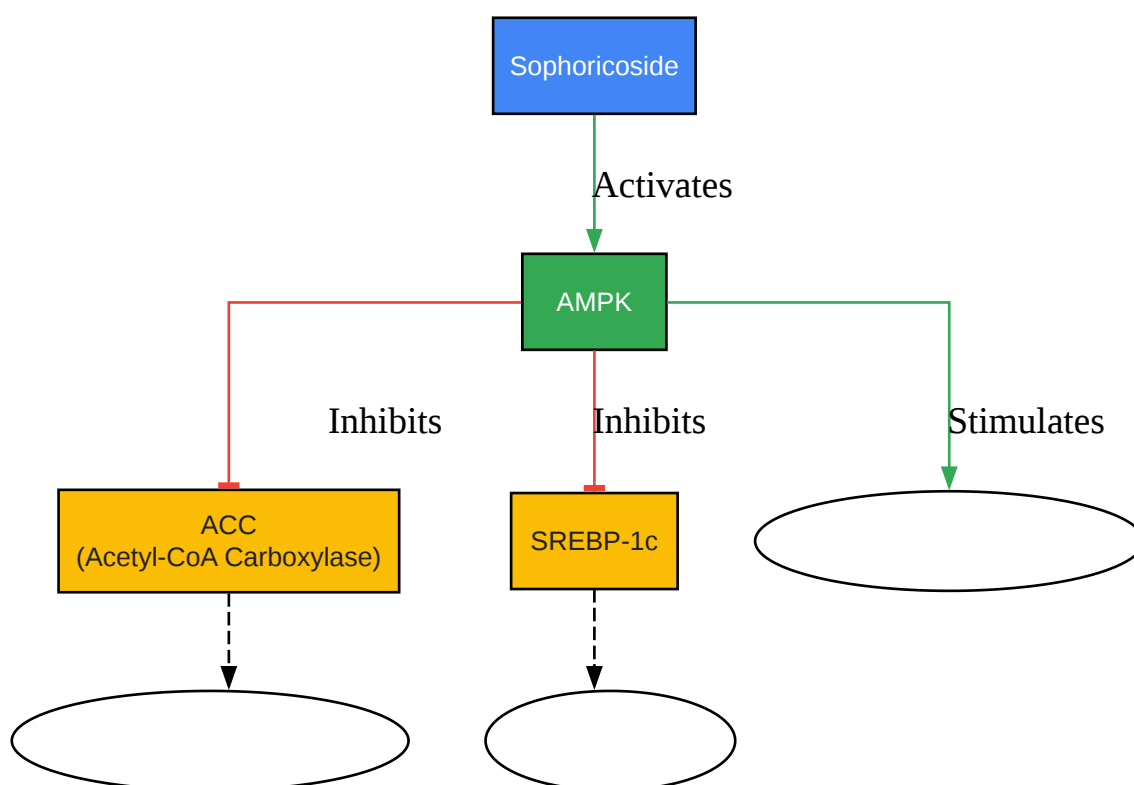 Sophoricoside
Activates
AMPK
Inhibits
Inhibits
Stimulates
ACC
(Acetyl-CoA Carboxylase)
SREBP-1c